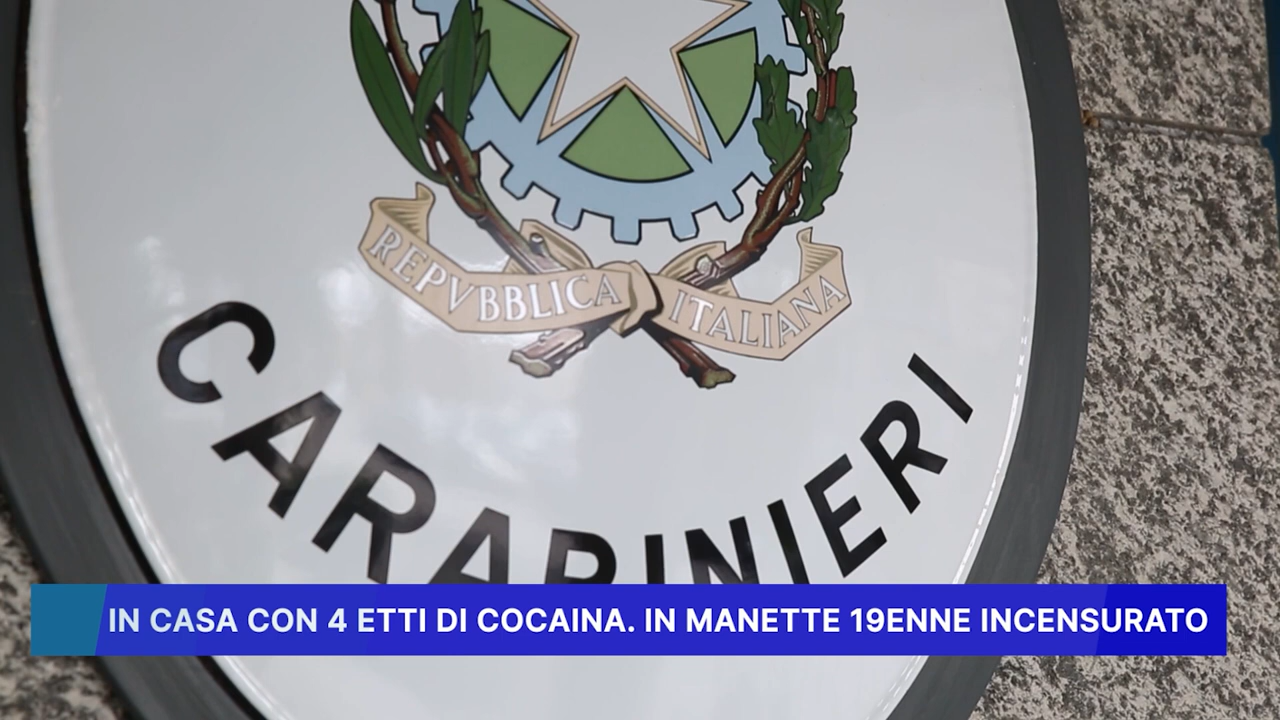 REPVBBLICA ITALIANA
CARABINIERI
IN CASA CON 4 ETTI DI COCAINA. IN MANETTE 19ENNE INCENSURATO